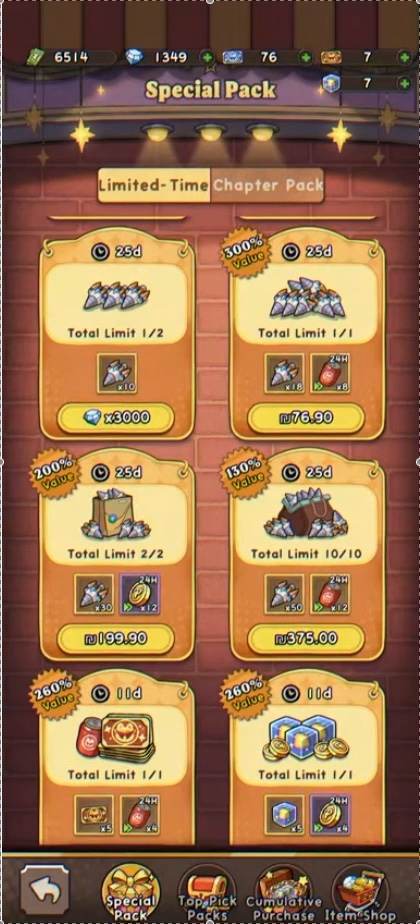 6514 1349 76 7
7
Special Pack
Limited-Time Chapter Pack
25d
Total Limit 1/2
x10
x3000
300% Value
25d
Total Limit 1/1
x18 24H x8
₪76.90
200% Value
25d
Total Limit 2/2
x30 24H x12
₪199.90
130% Value
25d
Total Limit 10/10
x50 24H x12
₪375.00
260% Value
11d
Total Limit 1/1
x5 24H x4
260% Value
11d
Total Limit 1/1
x5 24H x4
Special Pack
Top Pick Packs
Cumulative Purchase
Item Shop